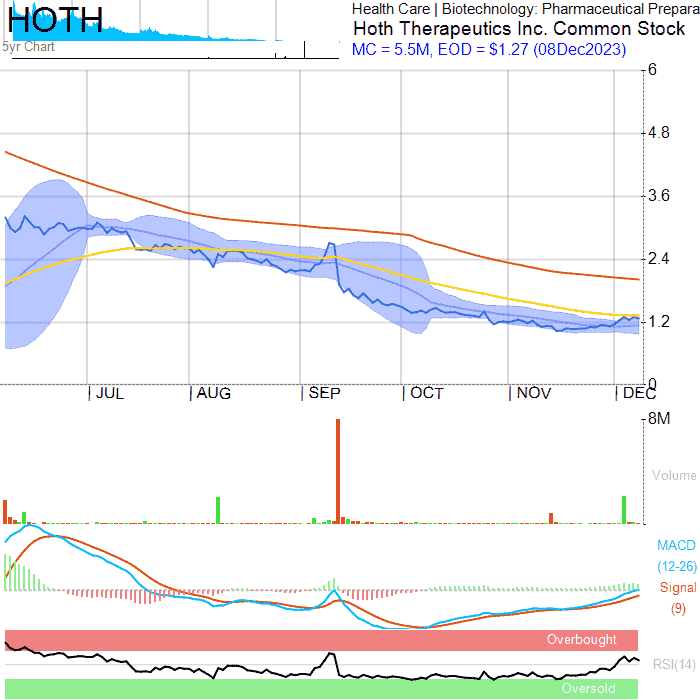 HOTH
5yr Chart
Health Care | Biotechnology: Pharmaceutical Prepara
Hoth Therapeutics Inc. Common Stock
MC = 5.5M, EOD = $1.27 (08Dec2023)
6
4.8
3.6
2.4
1.2
0
| JUL | AUG | SEP | OCT | NOV | DEC
8M
Volume
MACD
(12-26)
Signal
(9)
Overbought
RSI(14)
Oversold